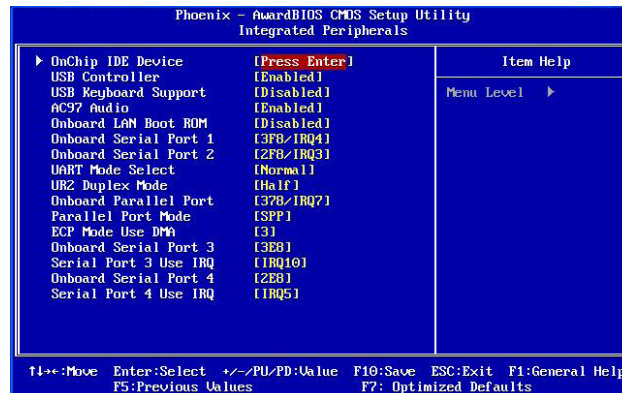 Phoenix - AwardBIOS CMOS Setup Utility
Integrated Peripherals
OnChip IDE Device [Press Enter]
USB Controller [Enabled]
USB Keyboard Support [Disabled]
AC97 Audio [Enabled]
Onboard LAN Boot ROM [Disabled]
Onboard Serial Port 1 [3F8/IRQ4]
Onboard Serial Port 2 [2F8/IRQ3]
UART Mode Select [Normal]
UR2 Duplex Mode [Half]
Onboard Parallel Port [378/IRQ7]
Parallel Port Mode [SPP]
ECP Mode Use DMA [3]
Onboard Serial Port 3 [3E8]
Serial Port 3 Use IRQ [IRQ10]
Onboard Serial Port 4 [2E8]
Serial Port 4 Use IRQ [IRQ5]
Item Help
Menu Level
↑↓→←:Move Enter:Select +/-/PU/PD:Value F10:Save ESC:Exit F1:General Help
F5:Previous Values F7: Optimized Defaults